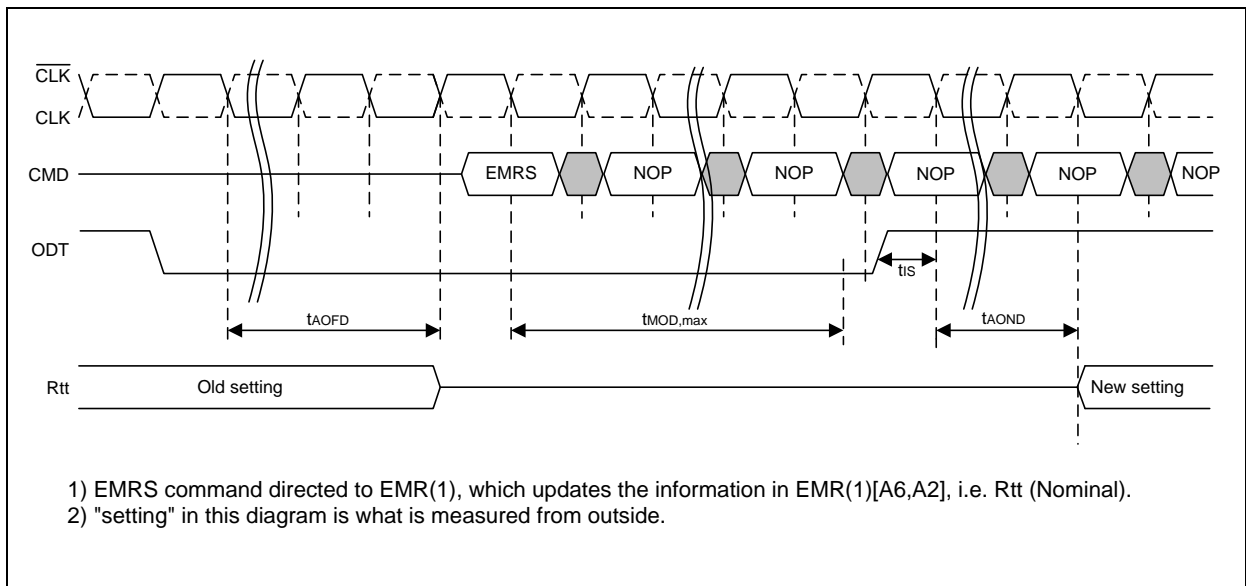 CLK
CLK
CMD
EMRS
NOP
NOP
NOP
NOP
NOP
ODT
tIS
tAOFD
tMOD,max
tAOND
Rtt
Old setting
New setting
1) EMRS command directed to EMR(1), which updates the information in EMR(1)[A6,A2], i.e. Rtt (Nominal).
2) "setting" in this diagram is what is measured from outside.